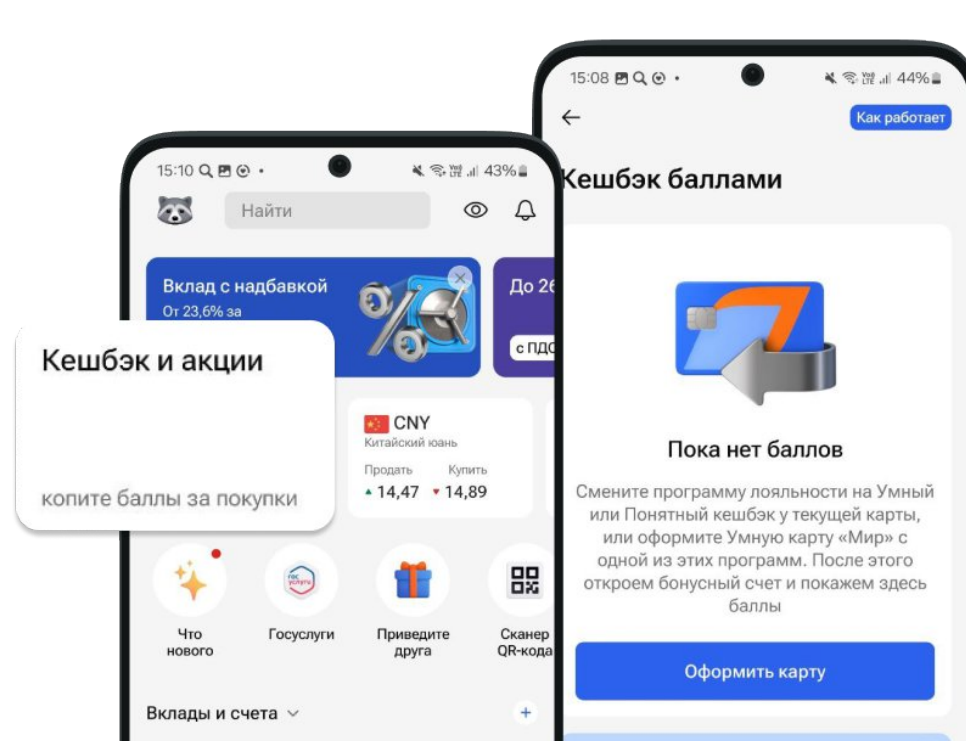 15:10
43%
Найти
Вклад с надбавкой
От 23,6% за
До 26
с ПДС
Кешбэк и акции
копите баллы за покупки
CNY
Китайский юань
Продать Купить
14,47 14,89
гос
услуги
Что
нового
Госуслуги
Приведите
друга
Сканер
QR-кода
Вклады и счета
+
15:08
44%
Как работает
Кешбэк баллами
Пока нет баллов
Смените программу лояльности на Умный
или Понятный кешбэк у текущей карты,
или оформите Умную карту «Мир» с
одной из этих программ. После этого
откроем бонусный счет и покажем здесь
баллы
Оформить карту